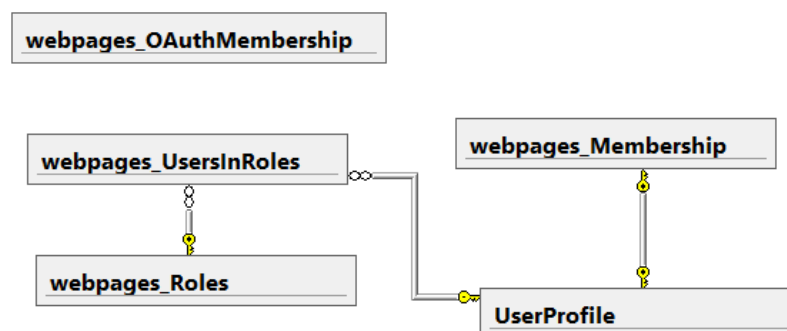 webpages_OAuthMembership
webpages_Membership
webpages_UsersInRoles
webpages_Roles
UserProfile